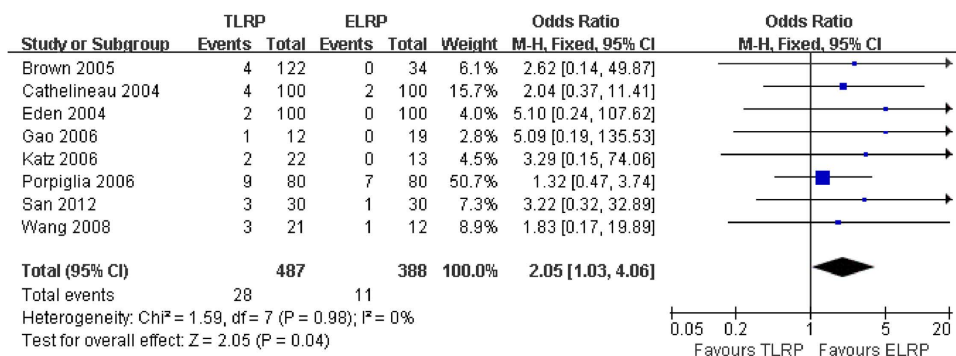 TLRP ELRP Odds Ratio Odds Ratio
Study or Subgroup Events Total Events Total Weight M-H, Fixed, 95% CI M-H, Fixed, 95% CI
Brown 2005 4 122 0 34 6.1% 2.62 [0.14, 49.87]
Cathelineau 2004 4 100 2 100 15.7% 2.04 [0.37, 11.41]
Eden 2004 2 100 0 100 4.0% 5.10 [0.24, 107.62]
Gao 2006 1 12 0 19 2.8% 5.09 [0.19, 135.53]
Katz 2006 2 22 0 13 4.5% 3.29 [0.15, 74.06]
Porpiglia 2006 9 80 7 80 50.7% 1.32 [0.47, 3.74]
San 2012 3 30 1 30 7.3% 3.22 [0.32, 32.89]
Wang 2008 3 21 1 12 8.9% 1.83 [0.17, 19.89]
Total (95% CI) 487 388 100.0% 2.05 [1.03, 4.06]
Total events 28 11
Heterogeneity: Chi² = 1.59, df = 7 (P = 0.98); I² = 0%
Test for overall effect: Z = 2.05 (P = 0.04)
0.05 0.2 1 5 20
Favours TLRP Favours ELRP